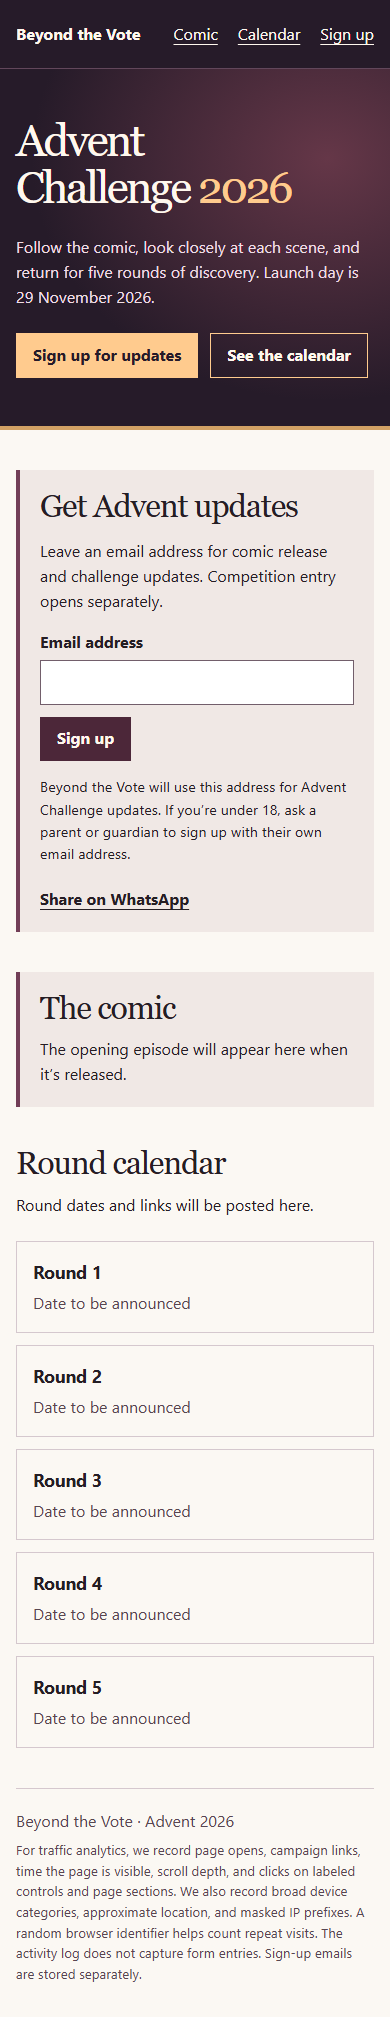 Beyond the Vote Comic Calendar Sign up
Advent
Challenge 2026
Follow the comic, look closely at each scene, and
return for five rounds of discovery. Launch day is
29 November 2026.
Sign up for updates See the calendar
Get Advent updates
Leave an email address for comic release
and challenge updates. Competition entry
opens separately.
Email address
Sign up
Beyond the Vote will use this address for Advent
Challenge updates. If you’re under 18, ask a
parent or guardian to sign up with their own
email address.
Share on WhatsApp
The comic
The opening episode will appear here when
it’s released.
Round calendar
Round dates and links will be posted here.
Round 1
Date to be announced
Round 2
Date to be announced
Round 3
Date to be announced
Round 4
Date to be announced
Round 5
Date to be announced
Beyond the Vote · Advent 2026
For traffic analytics, we record page opens, campaign links,
time the page is visible, scroll depth, and clicks on labeled
controls and page sections. We also record broad device
categories, approximate location, and masked IP prefixes. A
random browser identifier helps count repeat visits. The
activity log does not capture form entries. Sign-up emails
are stored separately.